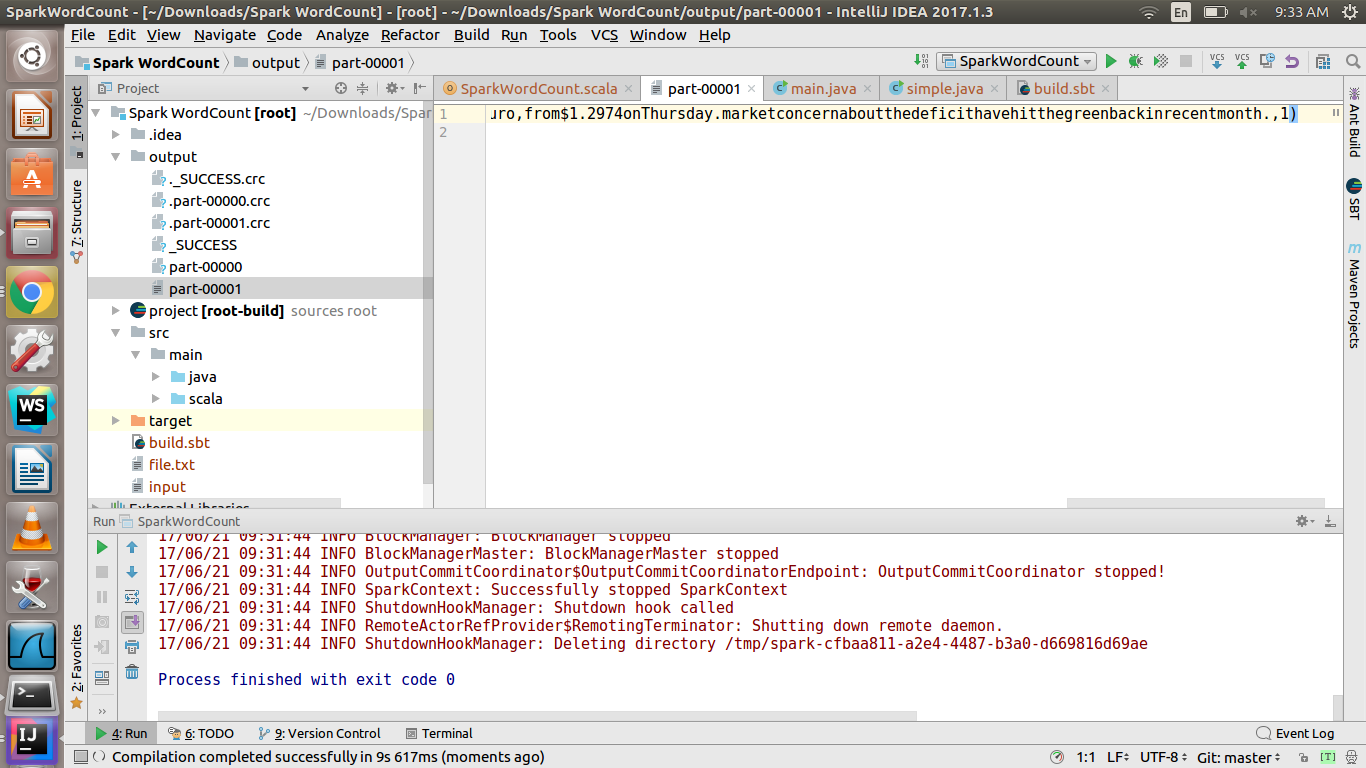 SparkWordCount - [~/Downloads/Spark WordCount] - [root] - ~/Downloads/Spark WordCount/output/part-00001 - IntelliJ IDEA 2017.1.3
En
9:33 AM
File Edit View Navigate Code Analyze Refactor Build Run Tools VCS Window Help
Spark WordCount output part-00001
SparkWordCount
VCS VCS
1: Project
Project
SparkWordCount.scala
part-00001
main.java
simple.java
build.sbt
Spark WordCount [root] ~/Downloads/Spar
.idea
output
._SUCCESS.crc
.part-00000.crc
.part-00001.crc
_SUCCESS
part-00000
part-00001
project [root-build] sources root
src
main
java
scala
target
build.sbt
file.txt
input
External Libraries
7: Structure
2: Favorites
1 uro,from$1.2974onThursday.marketconcernaboutthedeficithavehitthegreenbackinrecentmonth.,1)
2
Ant Build
SBT
m Maven Projects
WS
IJ
Run SparkWordCount
17/06/21 09:31:44 INFO BlockManager: BlockManager stopped
17/06/21 09:31:44 INFO BlockManagerMaster: BlockManagerMaster stopped
17/06/21 09:31:44 INFO OutputCommitCoordinator$OutputCommitCoordinatorEndpoint: OutputCommitCoordinator stopped!
17/06/21 09:31:44 INFO SparkContext: Successfully stopped SparkContext
17/06/21 09:31:44 INFO ShutdownHookManager: Shutdown hook called
17/06/21 09:31:44 INFO RemoteActorRefProvider$RemotingTerminator: Shutting down remote daemon.
17/06/21 09:31:44 INFO ShutdownHookManager: Deleting directory /tmp/spark-cfbaa811-a2e4-4487-b3a0-d669816d69ae
Process finished with exit code 0
4: Run
6: TODO
9: Version Control
Terminal
Event Log
Compilation completed successfully in 9s 617ms (moments ago)
1:1 LF UTF-8 Git: master [T]